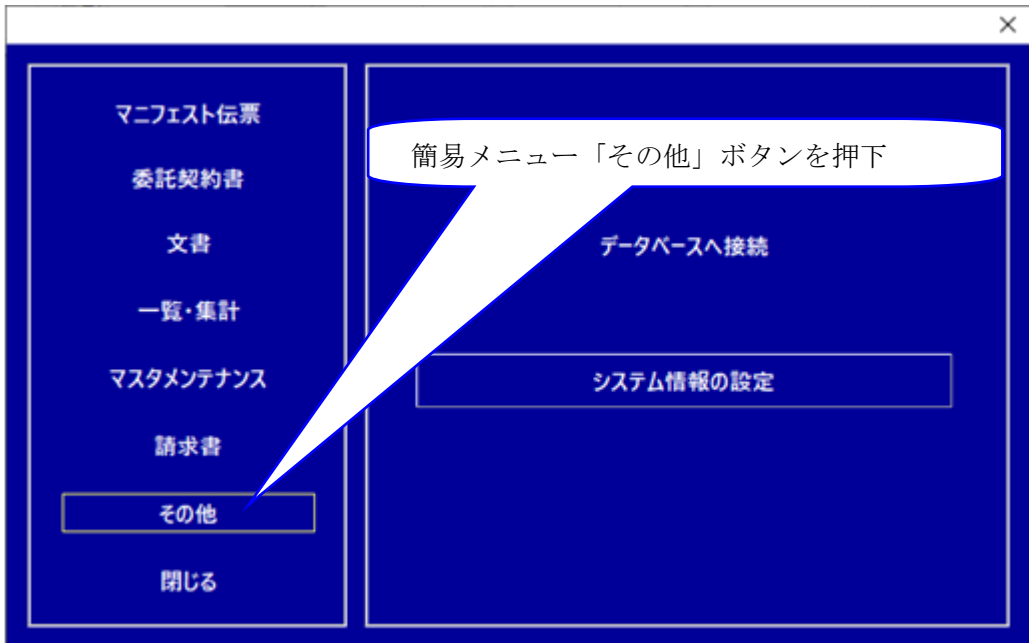 マニフェスト伝票
委託契約書
文書
一覧・集計
マスタメンテナンス
請求書
その他
閉じる
簡易メニュー「その他」ボタンを押下
データベースへ接続
システム情報の設定